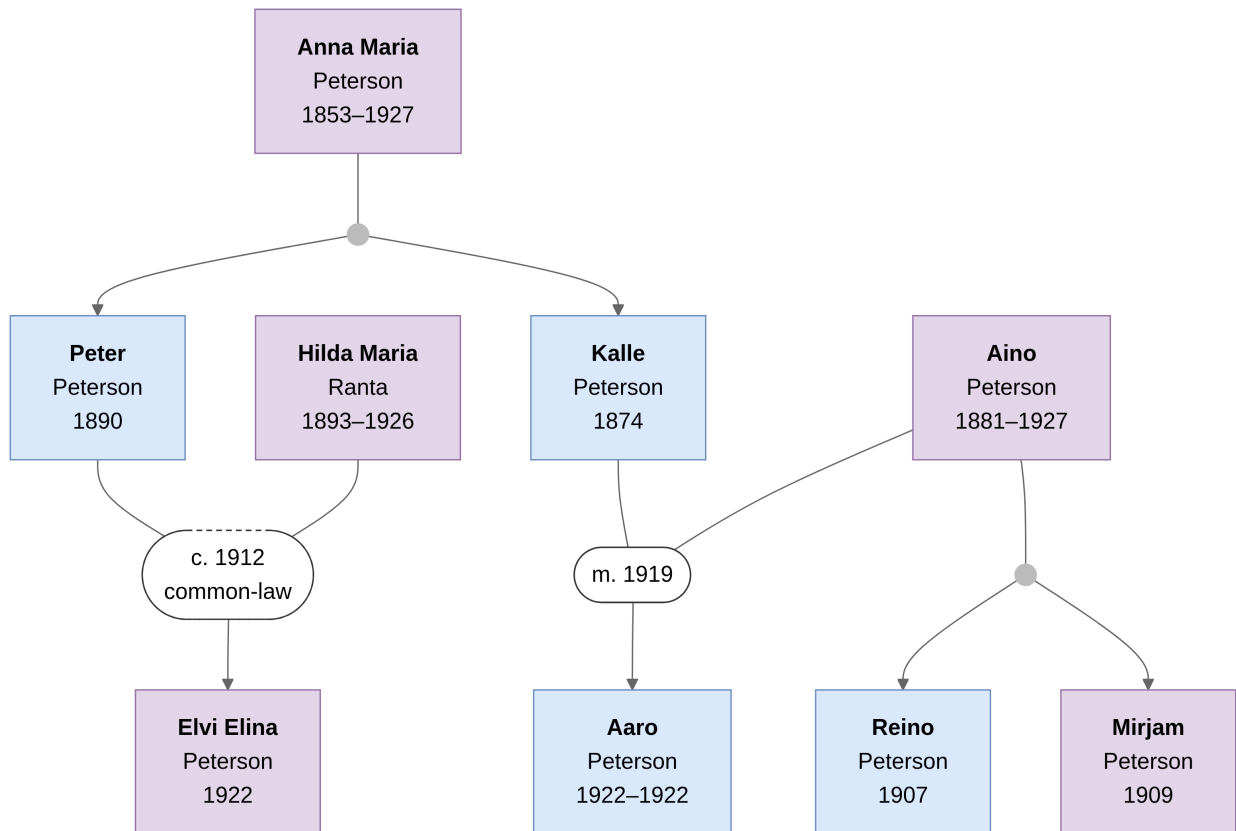 Anna Maria
Peterson
1853–1927
Peter
Peterson
1890
Hilda Maria
Ranta
1893–1926
Kalle
Peterson
1874
Aino
Peterson
1881–1927
c. 1912
common-law
m. 1919
Elvi Elina
Peterson
1922
Aaro
Peterson
1922–1922
Reino
Peterson
1907
Mirjam
Peterson
1909